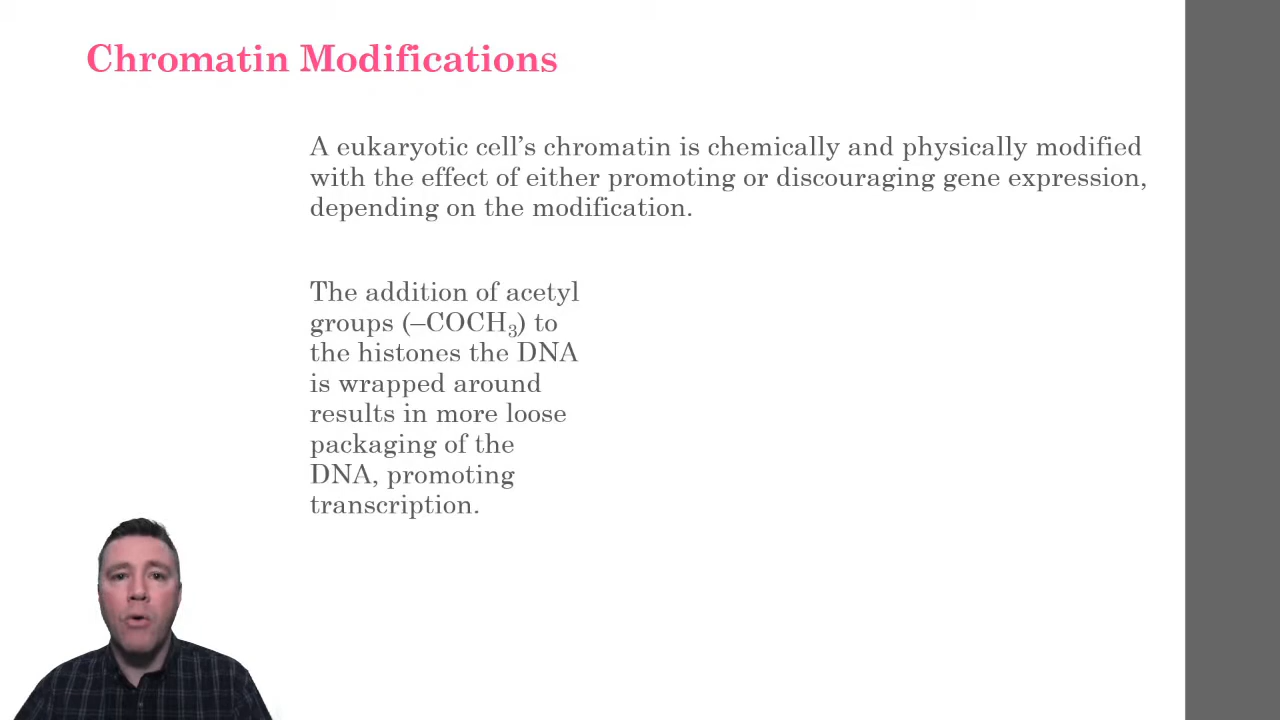 Chromatin Modifications
A eukaryotic cell’s chromatin is chemically and physically modified
with the effect of either promoting or discouraging gene expression,
depending on the modification.
The addition of acetyl
groups (–COCH₃) to
the histones the DNA
is wrapped around
results in more loose
packaging of the
DNA, promoting
transcription.